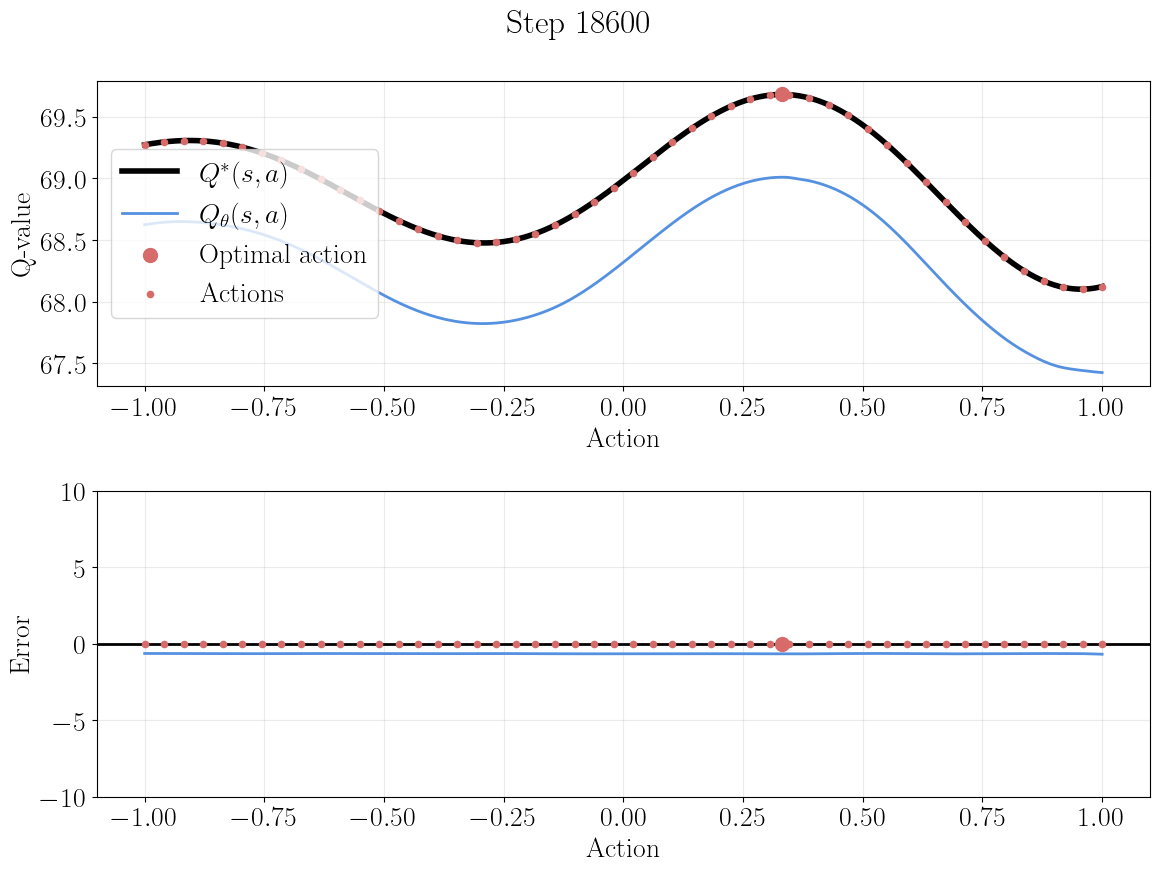 Step 18600
69.5
69.0
68.5
68.0
67.5
Q-value
Q*(s, a)
Qθ(s, a)
Optimal action
Actions
−1.00 −0.75 −0.50 −0.25 0.00 0.25 0.50 0.75 1.00
Action
10
5
0
−5
−10
Error
−1.00 −0.75 −0.50 −0.25 0.00 0.25 0.50 0.75 1.00
Action